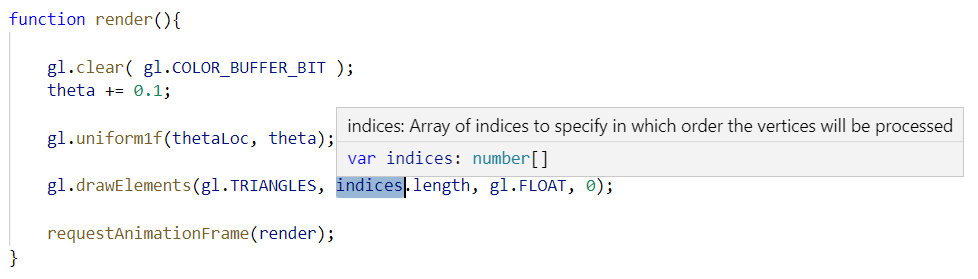 function render(){
gl.clear( gl.COLOR_BUFFER_BIT );
theta += 0.1;
indices: Array of indices to specify in which order the vertices will be processed
gl.uniform1f(thetaLoc, theta);
var indices: number[]
gl.drawElements(gl.TRIANGLES, indices.length, gl.FLOAT, 0);
requestAnimationFrame(render);
}